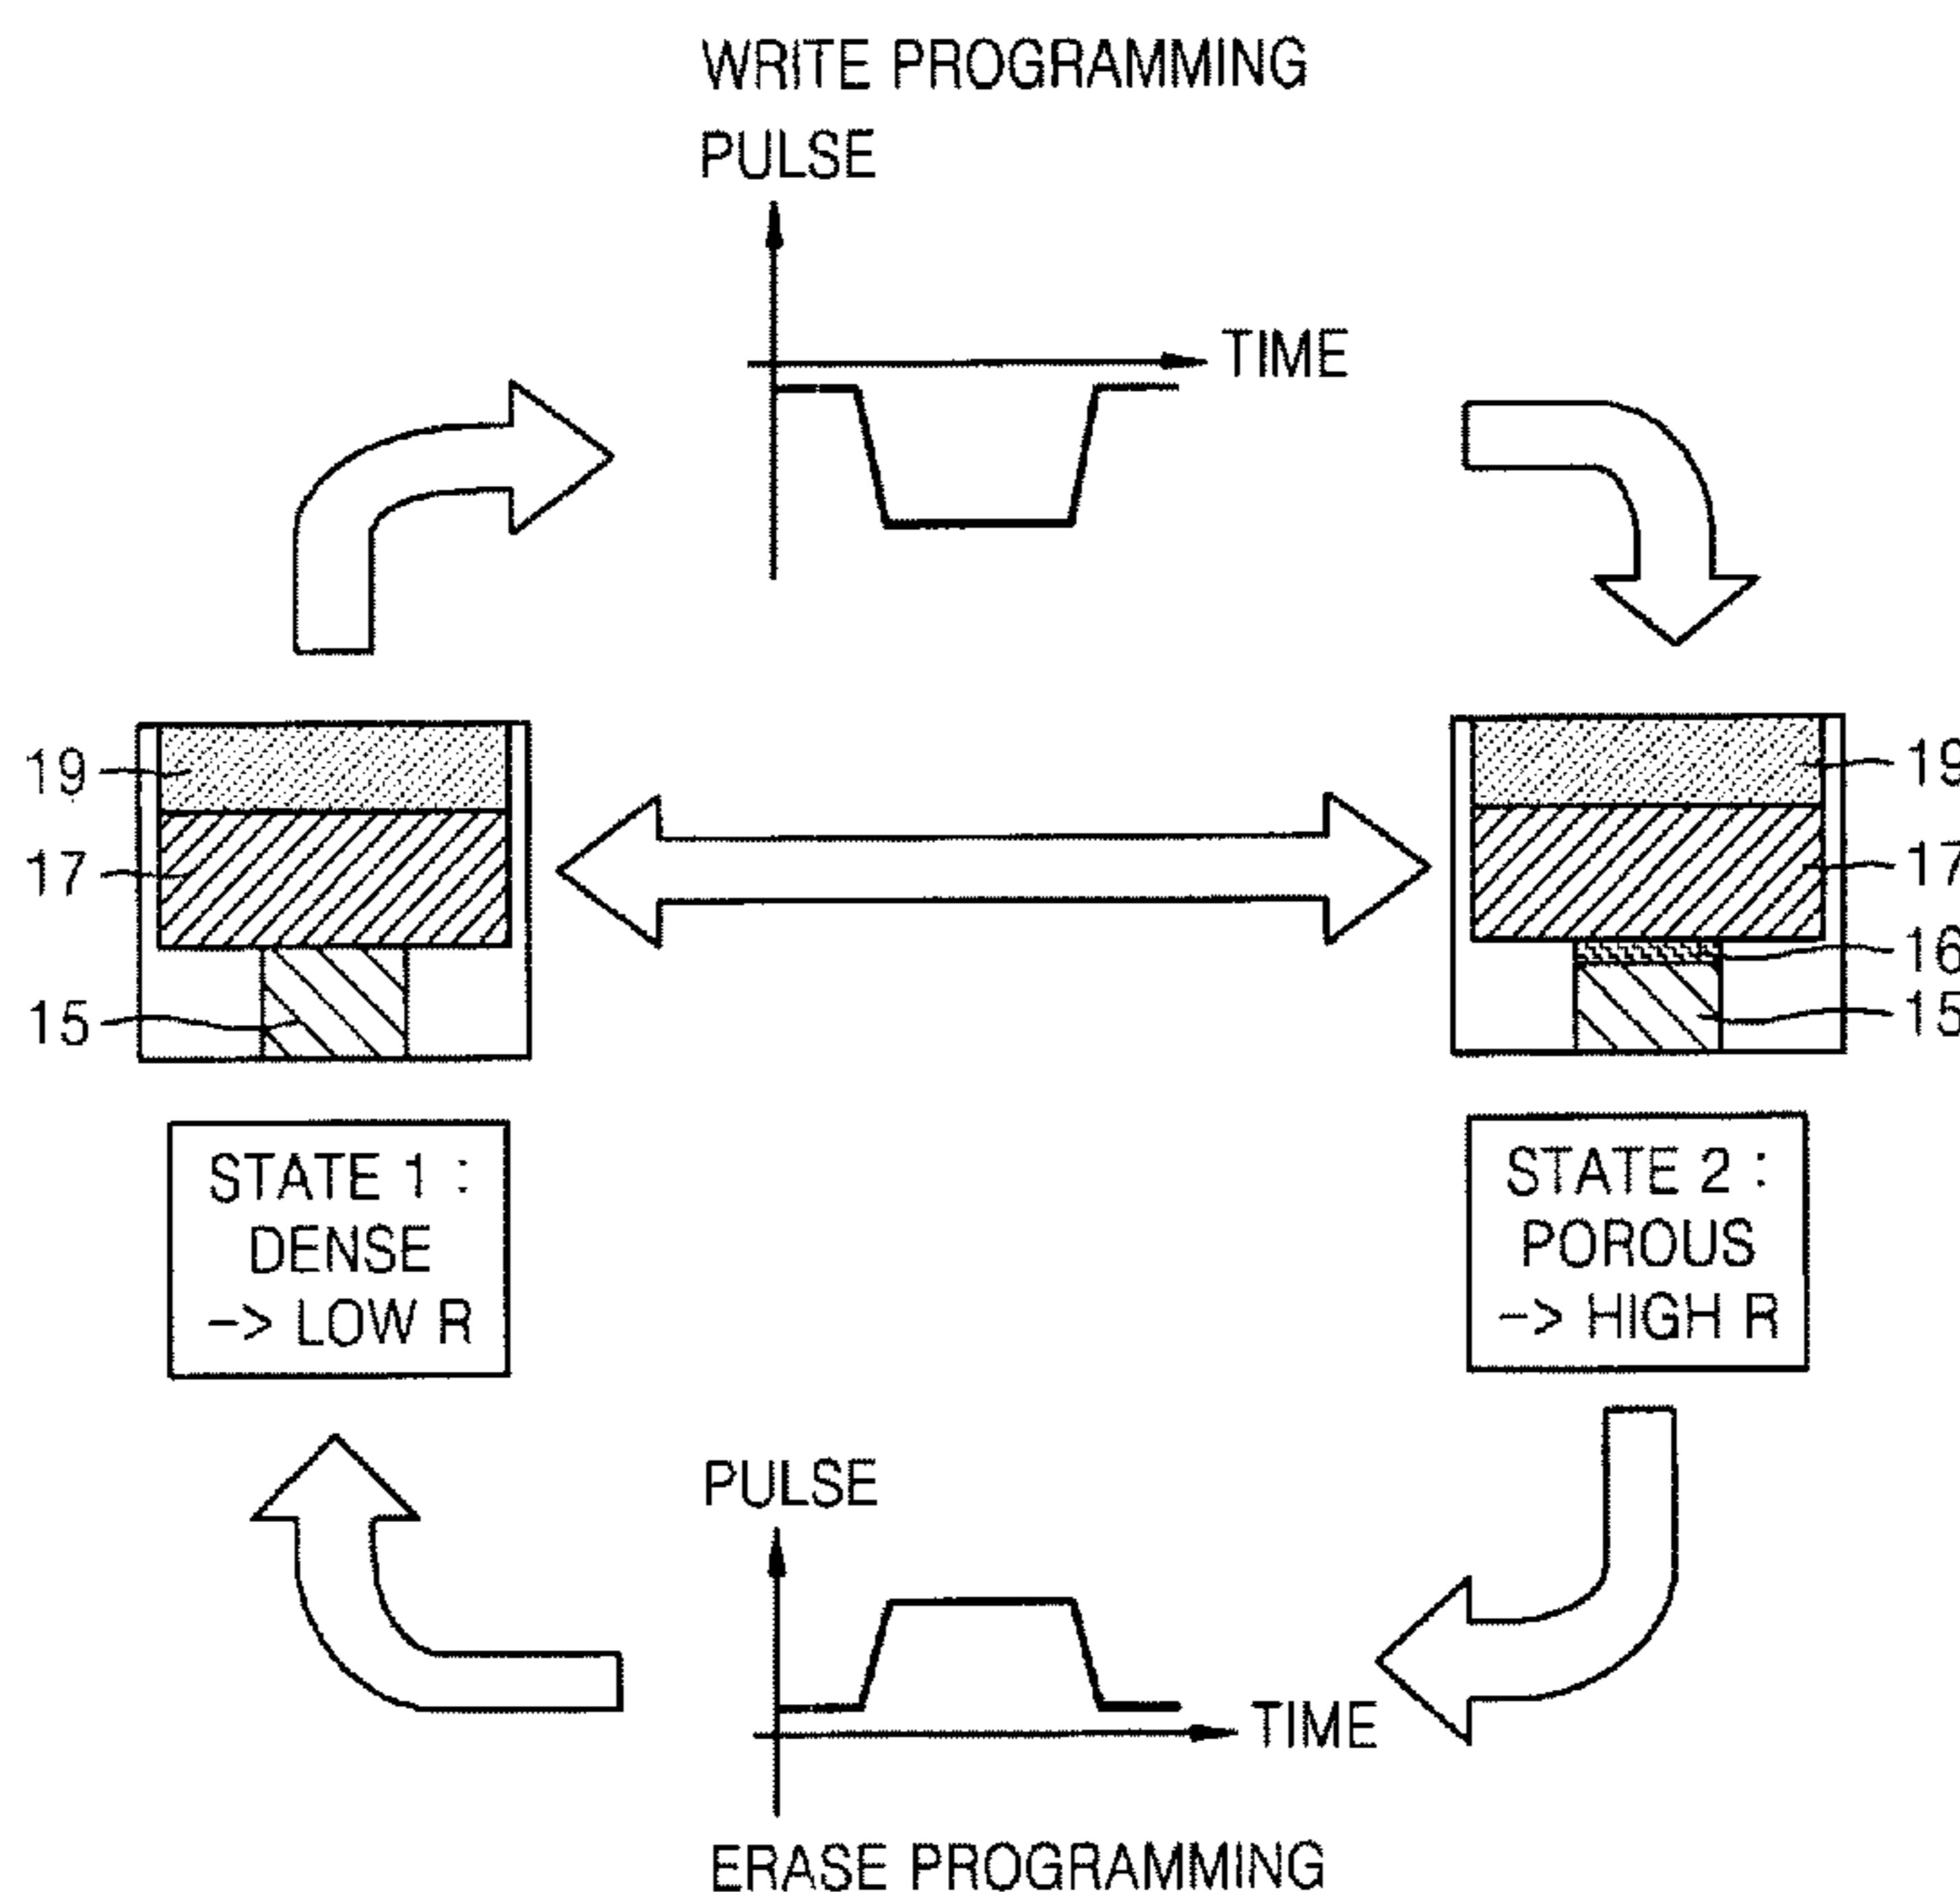 WRITE PROGRAMMING
PULSE
TIME
19
17
15
19
17
16
15
STATE 1 :
DENSE
-> LOW R
STATE 2 :
POROUS
-> HIGH R
PULSE
TIME
ERASE PROGRAMMING